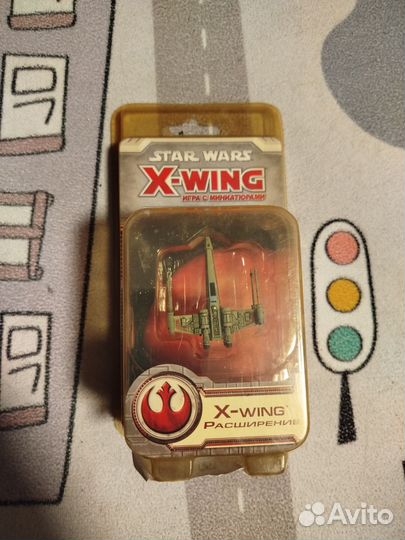 STAR WARS
X-WING
ИГРА С МИНИАТЮРАМИ
X-WING
РАСШИРЕНИЕ
Avito